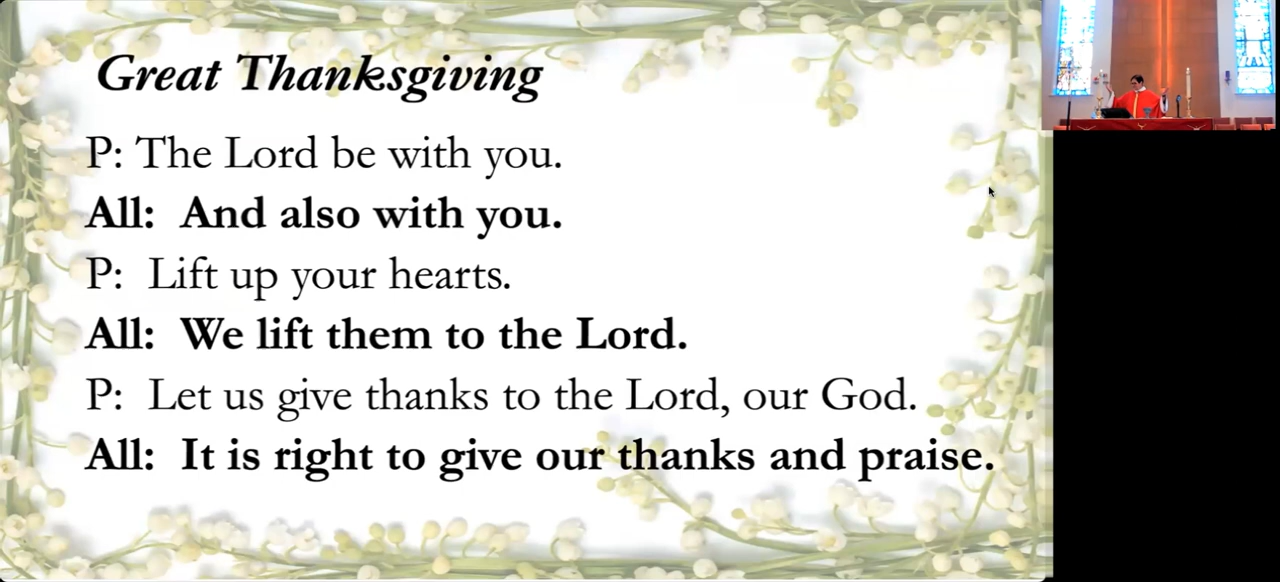 Great Thanksgiving
P: The Lord be with you.
All: And also with you.
P: Lift up your hearts.
All: We lift them to the Lord.
P: Let us give thanks to the Lord, our God.
All: It is right to give our thanks and praise.